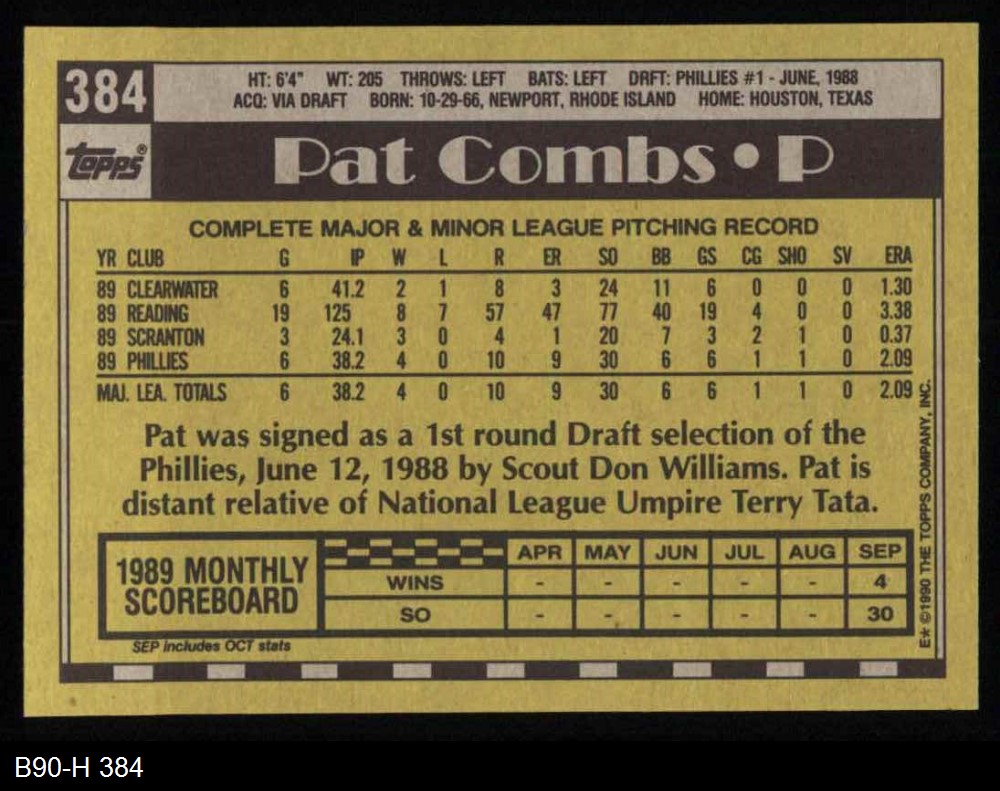 384
HT: 6'4" WT: 205 THROWS: LEFT BATS: LEFT DRFT: PHILLIES #1 - JUNE, 1988
ACQ: VIA DRAFT BORN: 10-29-66, NEWPORT, RHODE ISLAND HOME: HOUSTON, TEXAS
Topps®
Pat Combs • P
COMPLETE MAJOR & MINOR LEAGUE PITCHING RECORD
YR CLUB G IP W L R ER SO BB GS CG SHO SV ERA
89 CLEARWATER 6 41.2 2 1 8 3 24 11 6 0 0 0 1.30
89 READING 19 125 8 7 57 47 77 40 19 4 0 0 3.38
89 SCRANTON 3 24.1 3 0 4 1 20 7 3 2 1 0 0.37
89 PHILLIES 6 38.2 4 0 10 9 30 6 6 1 1 0 2.09
MAJ. LEA. TOTALS 6 38.2 4 0 10 9 30 6 6 1 1 0 2.09
Pat was signed as a 1st round Draft selection of the
Phillies, June 12, 1988 by Scout Don Williams. Pat is
distant relative of National League Umpire Terry Tata.
1989 MONTHLY
SCOREBOARD
APR MAY JUN JUL AUG SEP
WINS - - - - - 4
SO - - - - - 30
SEP includes OCT stats
E* ©1990 THE TOPPS COMPANY, INC.
B90-H 384